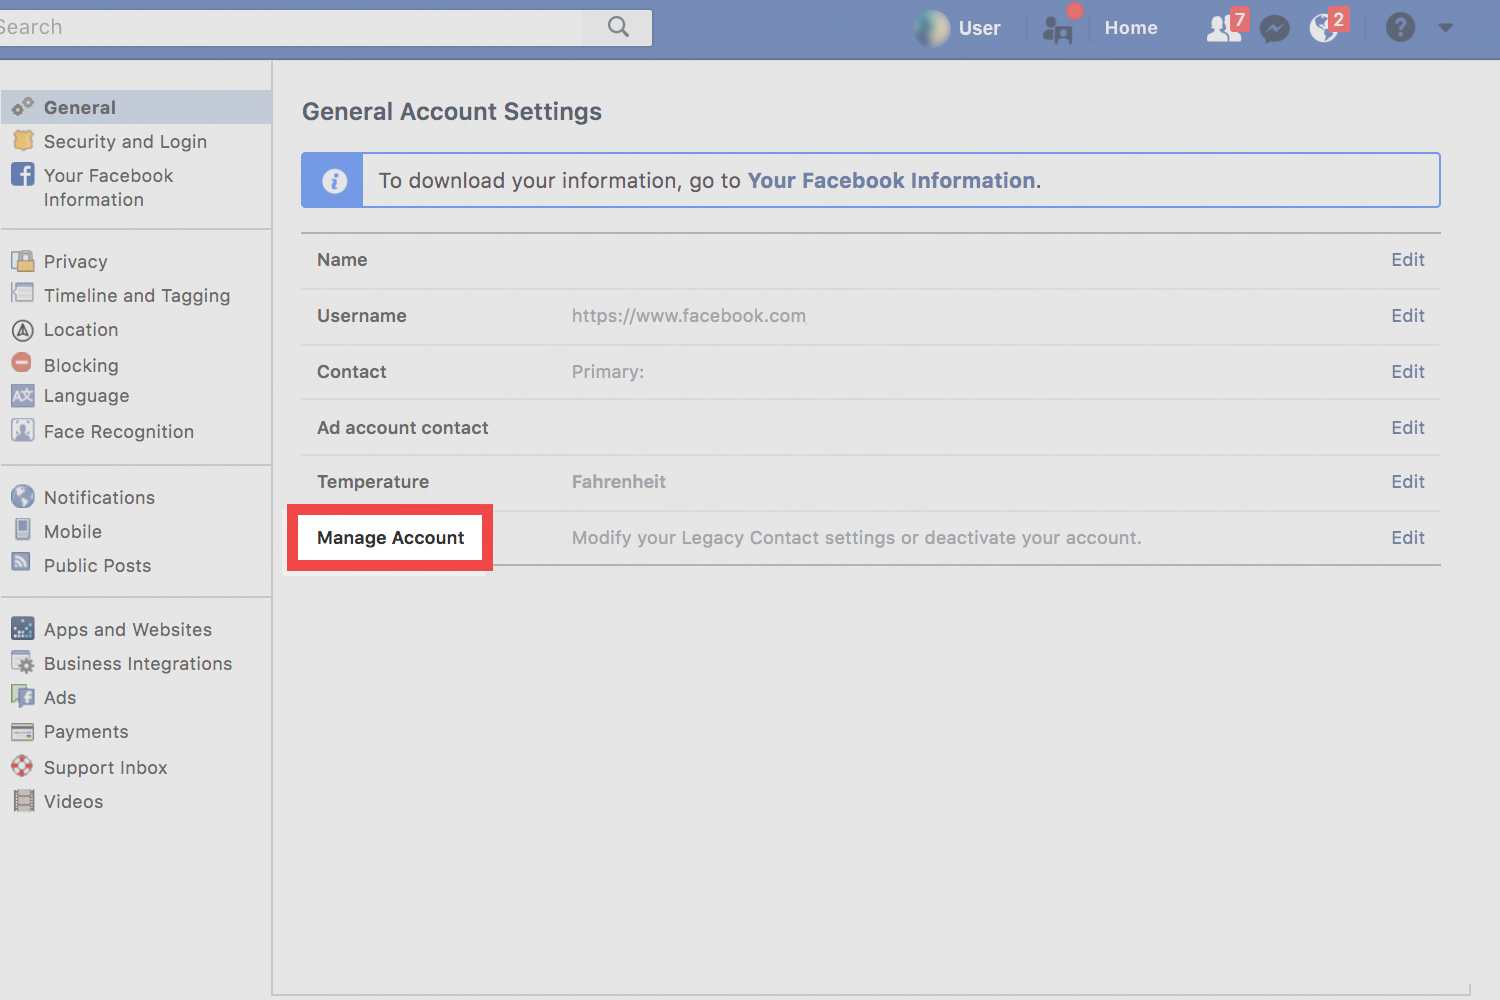 Search
User
Home
7
2
?
General
Security and Login
Your Facebook
Information
Privacy
Timeline and Tagging
Location
Blocking
Language
Face Recognition
Notifications
Mobile
Public Posts
Apps and Websites
Business Integrations
Ads
Payments
Support Inbox
Videos
General Account Settings
To download your information, go to Your Facebook Information.
Name Edit
Username https://www.facebook.com Edit
Contact Primary: Edit
Ad account contact Edit
Temperature Fahrenheit Edit
Manage Account Modify your Legacy Contact settings or deactivate your account. Edit